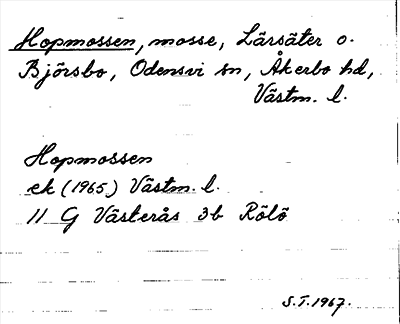 Hopmossen, mosse, Lärsäter o.
Björsbo, Odensvi sn, Åkerbo hd,
Västm. l.
Hopmossen
ek (1965) Västm. l.
11 G Västerås 3b Rölö
S.T. 1967.